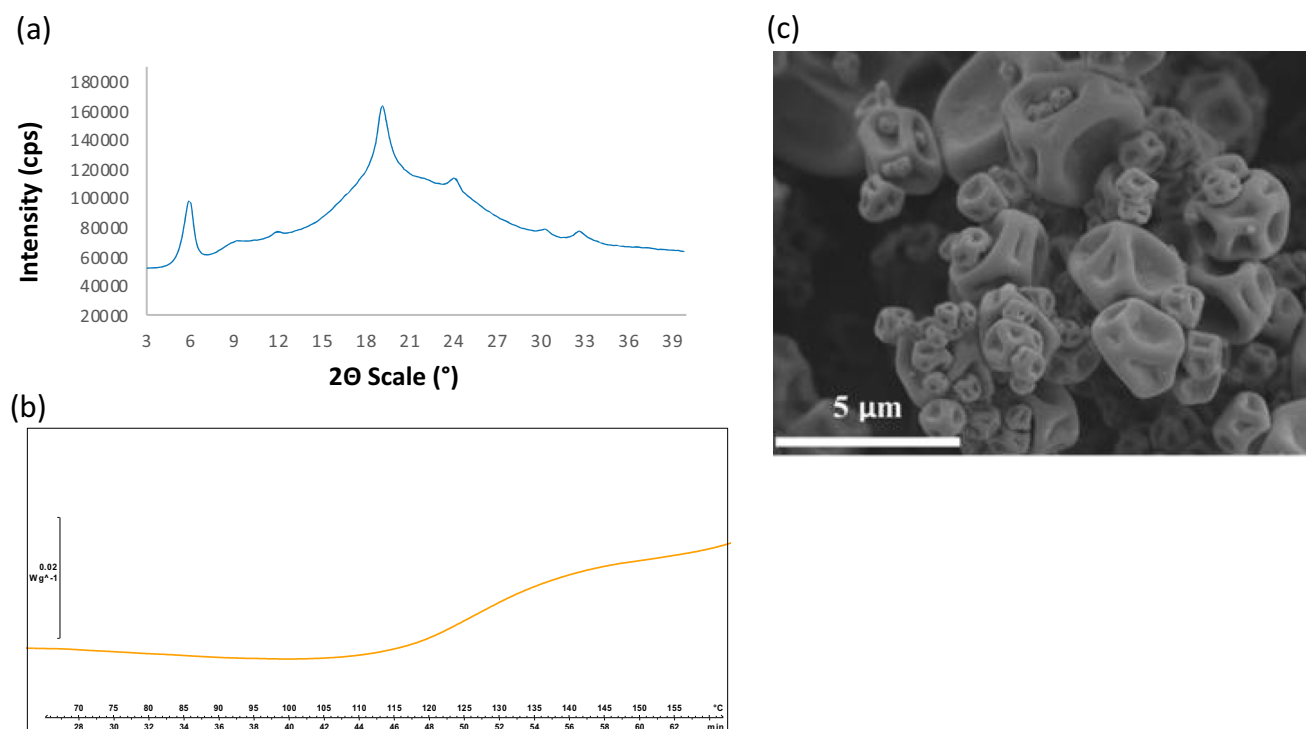 (a)
180000
160000
140000
120000
100000
80000
60000
40000
20000
Intensity (cps)
3 6 9 12 15 18 21 24 27 30 33 36 39
2Θ Scale (°)
(b)
0.02
Wg^-1
70 75 80 85 90 95 100 105 110 115 120 125 130 135 140 145 150 155 °C
28 30 32 34 36 38 40 42 44 46 48 50 52 54 56 58 60 62 min
(c)
5 μm